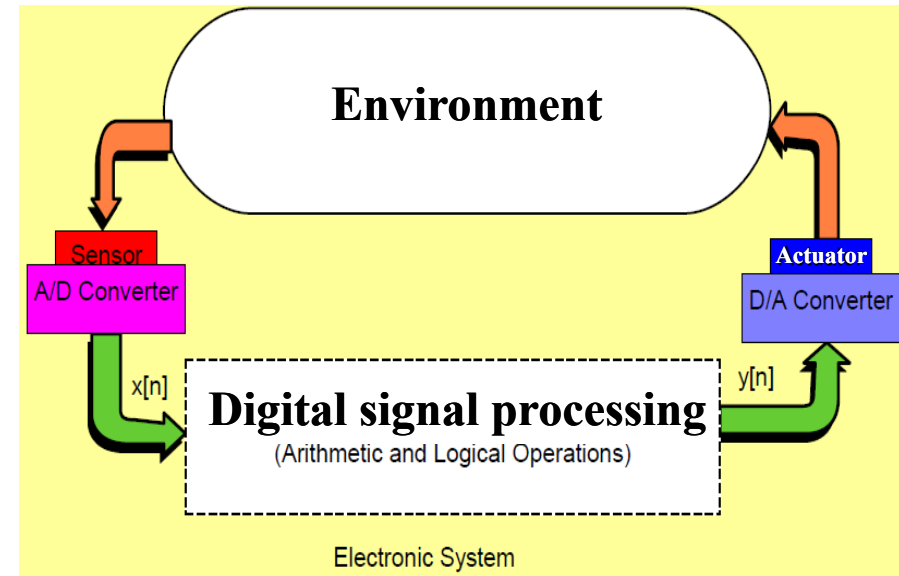 Environment
Sensor
A/D Converter
Actuator
D/A Converter
x[n]
y[n]
Digital signal processing
(Arithmetic and Logical Operations)
Electronic System